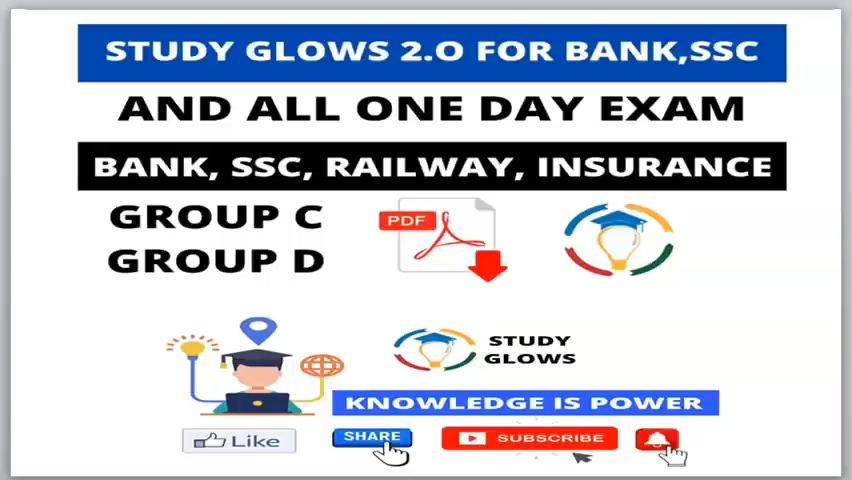 STUDY GLOWS 2.O FOR BANK,SSC
AND ALL ONE DAY EXAM
BANK, SSC, RAILWAY, INSURANCE
GROUP C
GROUP D
PDF
STUDY
GLOWS
KNOWLEDGE IS POWER
Like
SHARE
SUBSCRIBE